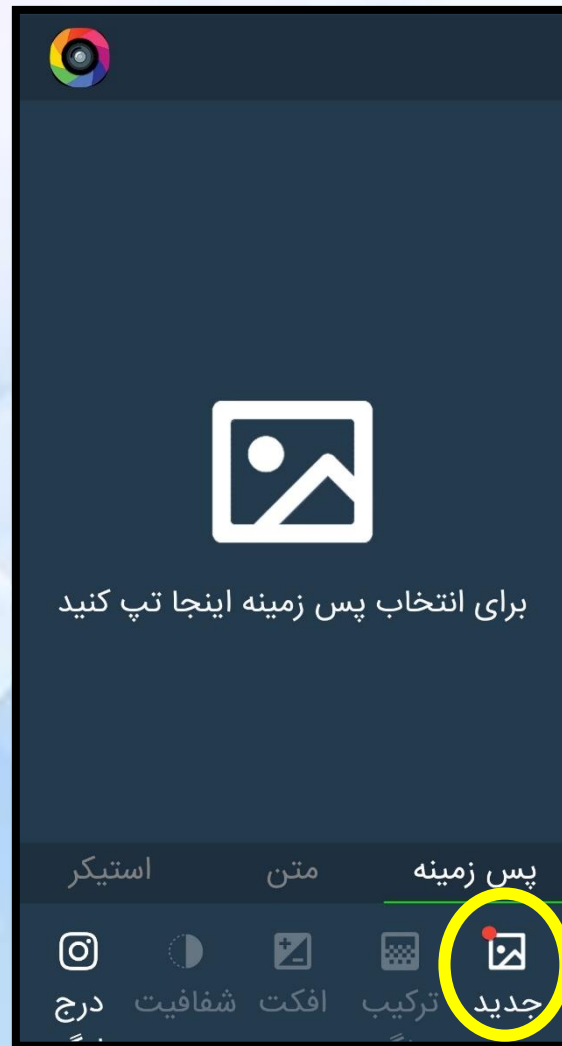 برای انتخاب پس زمینه اینجا تپ کنید
پس زمینه متن استیکر
جدید ترکیب افکت شفافیت درج